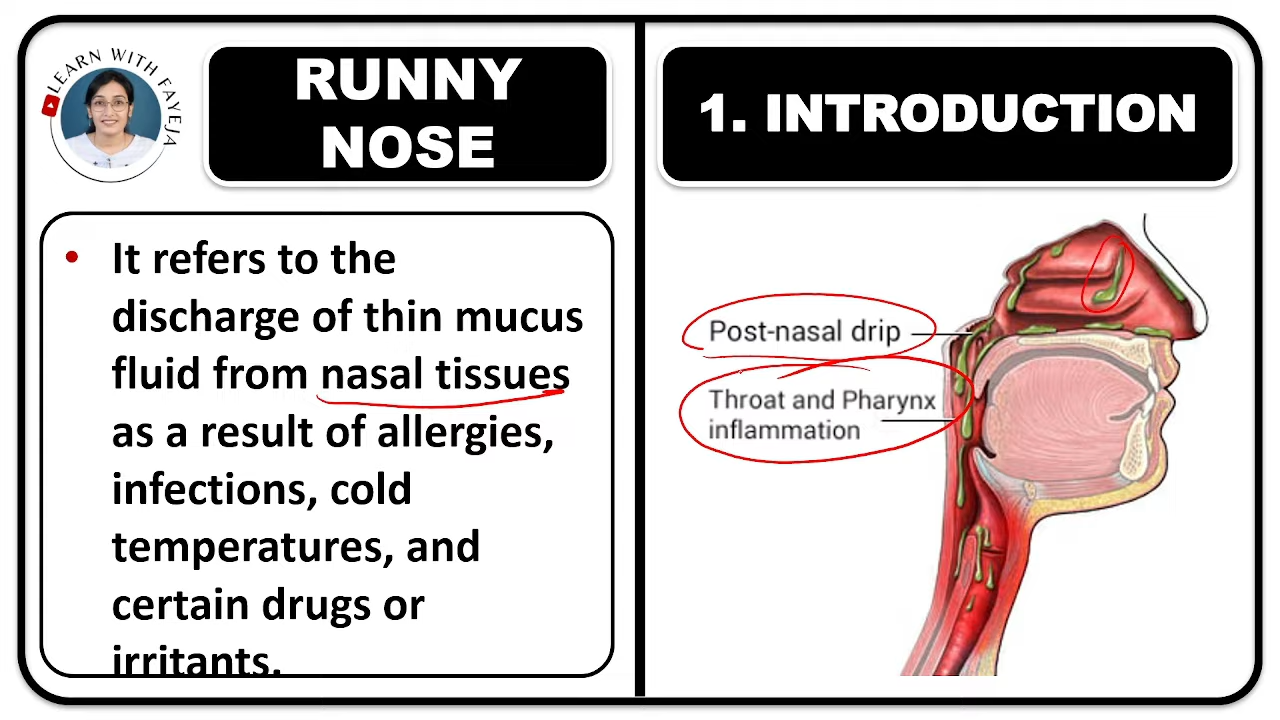 LEARN WITH FAYEJA
RUNNY
NOSE
1. INTRODUCTION
• It refers to the
discharge of thin mucus
fluid from nasal tissues
as a result of allergies,
infections, cold
temperatures, and
certain drugs or
irritants.
Post-nasal drip
Throat and Pharynx
inflammation